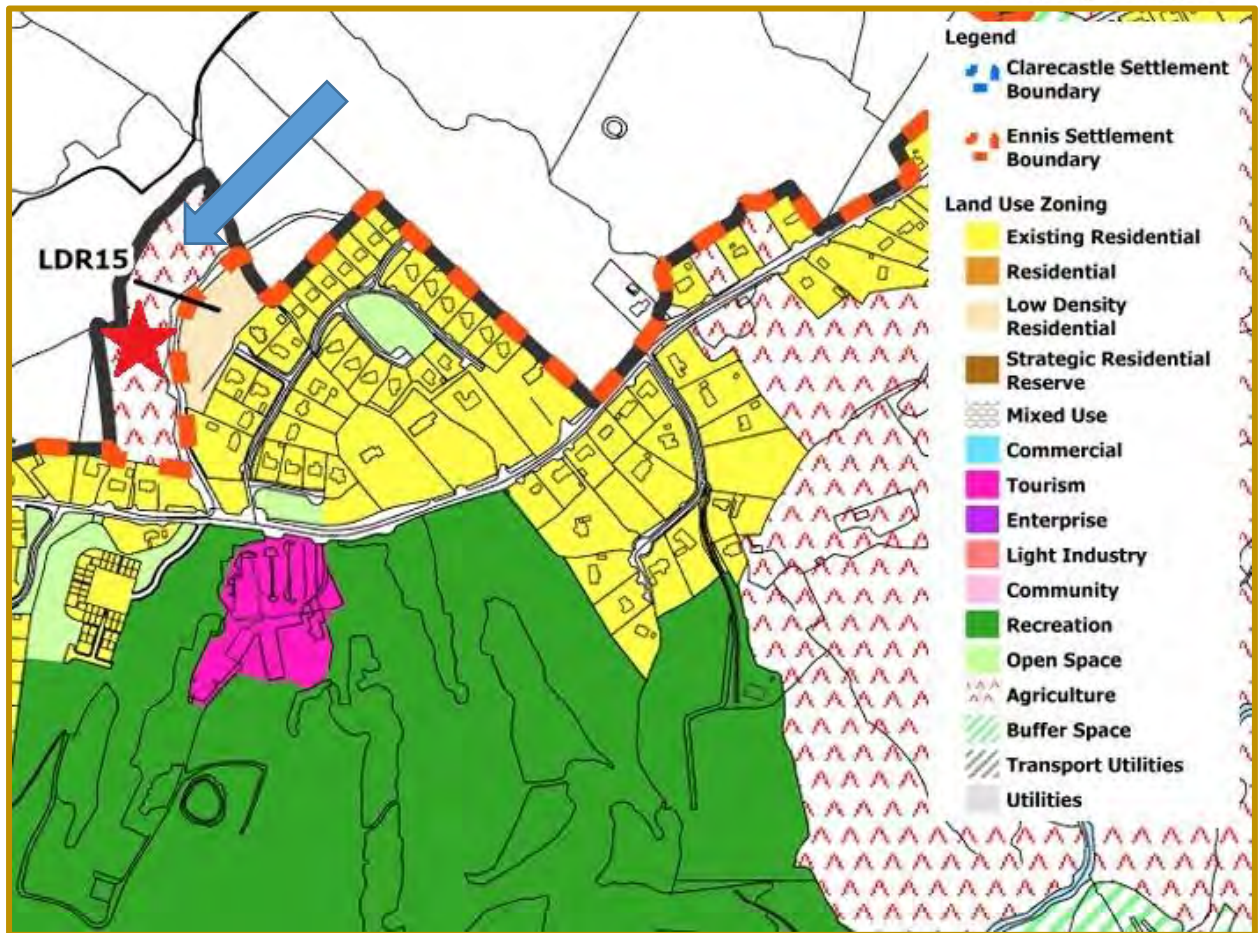 LDR15
Legend
Clarecastle Settlement
Boundary
Ennis Settlement
Boundary
Land Use Zoning
Existing Residential
Residential
Low Density
Residential
Strategic Residential
Reserve
Mixed Use
Commercial
Tourism
Enterprise
Light Industry
Community
Recreation
Open Space
Agriculture
Buffer Space
Transport Utilities
Utilities